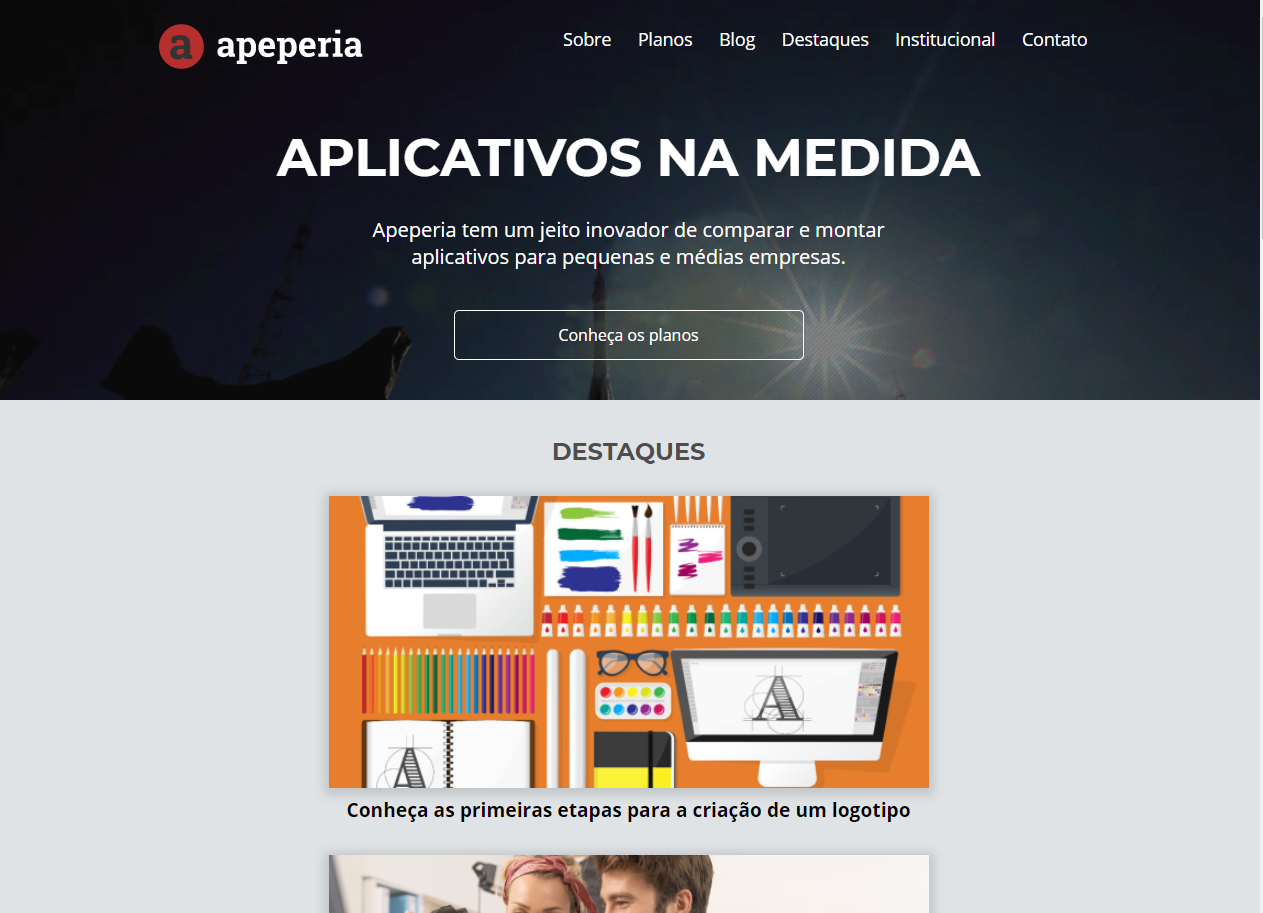 a apeperia
Sobre Planos Blog Destaques Institucional Contato
APLICATIVOS NA MEDIDA
Apeperia tem um jeito inovador de comparar e montar
aplicativos para pequenas e médias empresas.
Conheça os planos
DESTAQUES
A
A
Conheça as primeiras etapas para a criação de um logotipo